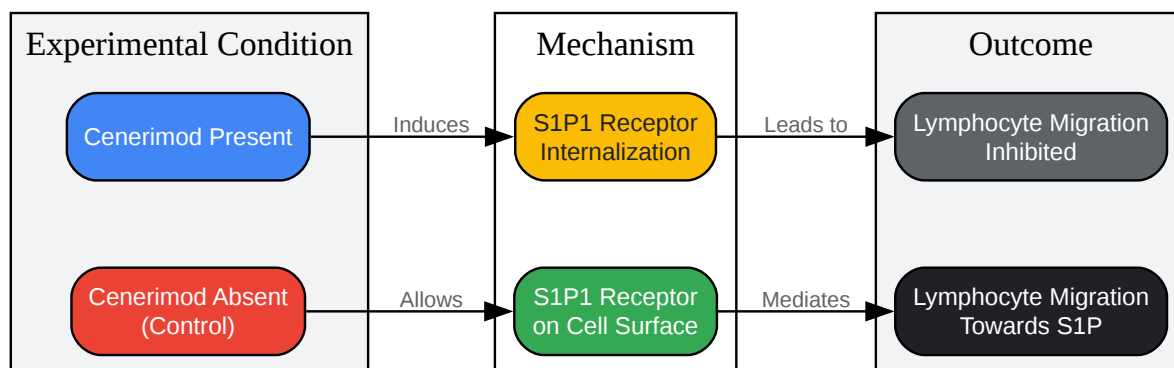 Experimental Condition
Mechanism
Outcome
Cenerimod Present
Induces
S1P1 Receptor
Internalization
Leads to
Lymphocyte Migration
Inhibited
Cenerimod Absent
(Control)
Allows
S1P1 Receptor
on Cell Surface
Mediates
Lymphocyte Migration
Towards S1P